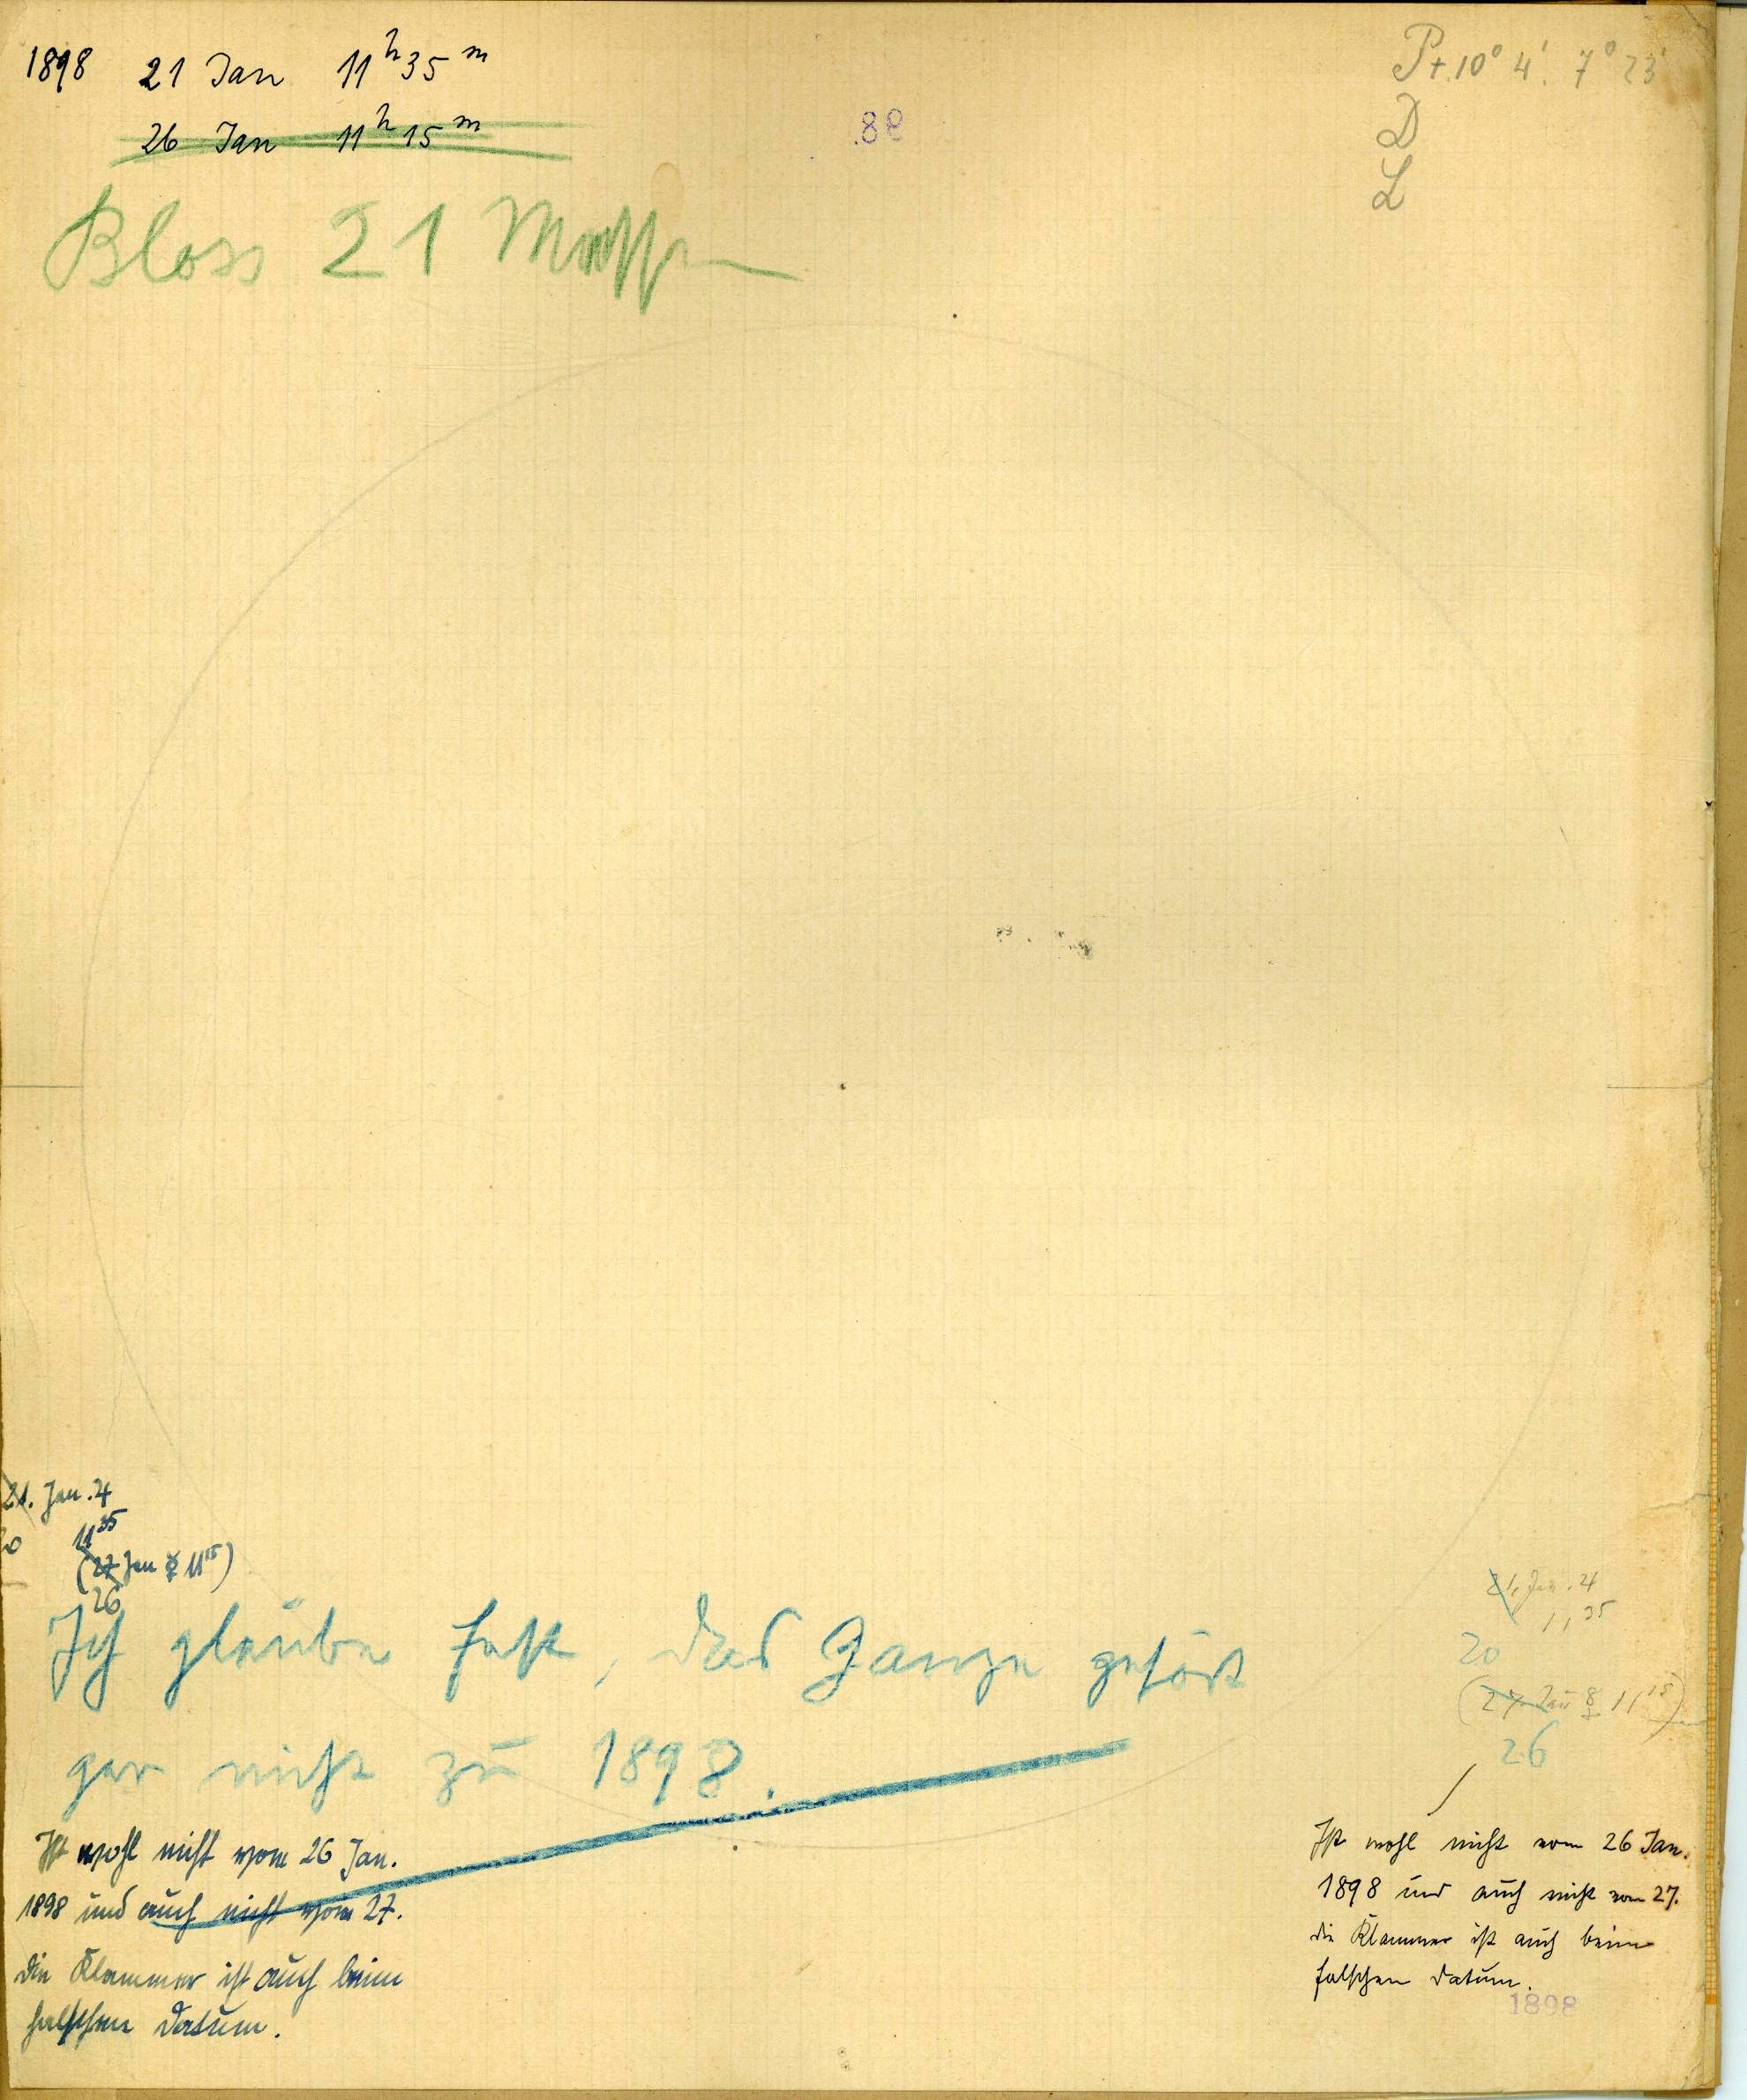 1898 21 Jan 11h 35m
26 Jan 11h 15m
98.
P+. 10° 4'. 7° 23'
D
L
Bloss 21
21. Jan. 4
11 35
(27 Jan ☿ 11 15)
26
Ich glaube fast, das Ganze gehört
gar nicht zu 1898.
Ist wohl nicht vom 26 Jan.
1898 und auch nicht vom 27.
die Klammer ist auch beim
falschen Datum.
21. Jan. 4
11 35
20
(27 Jan ☿ 11 15)
26
Ist wohl nicht vom 26 Jan.
1898 und auch nicht vom 27.
die Klammer ist auch beim
falschen Datum.
1898